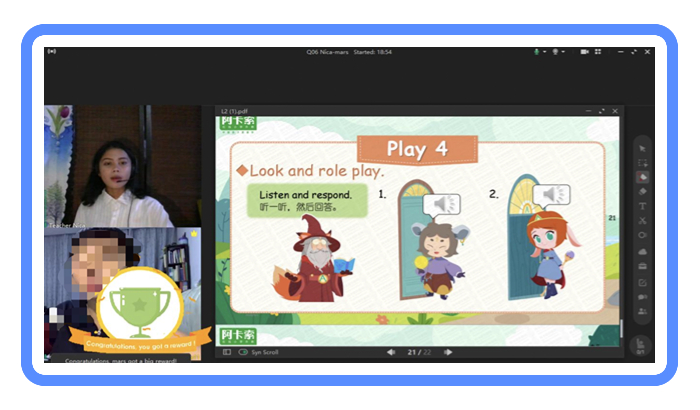 Q06 Nica-mars Started: 18:54
L2 (1).pdf
阿卡索
Play 4
Look and role play.
Listen and respond.
听一听，然后回答。
1.
2.
21
Teacher Nica
Congratulations, you got a reward !
Congratulations, mars got a big reward!
阿卡索
Syn Scroll
21 / 22
0/1